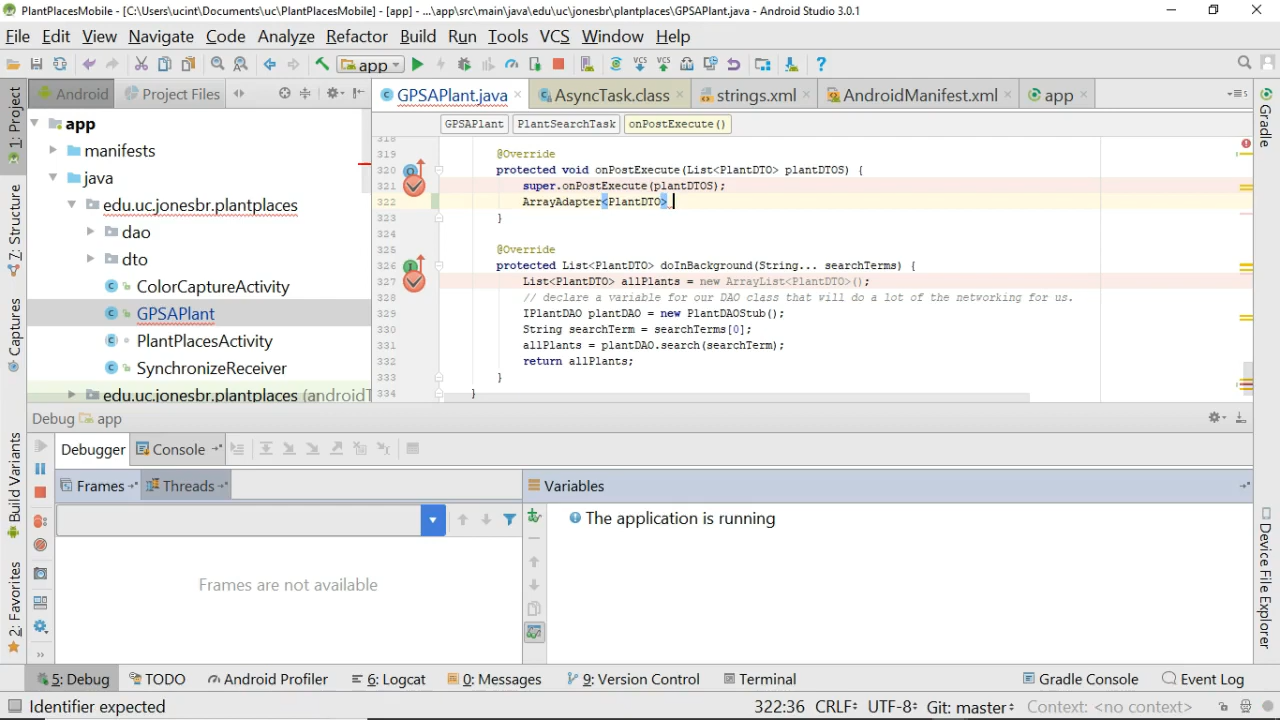 PlantPlacesMobile - [C:\Users\ucint\Documents\uc\PlantPlacesMobile] - [app] - ...\app\src\main\java\edu\uc\jonesbr\plantplaces\GPSAPlant.java - Android Studio 3.0.1
File Edit View Navigate Code Analyze Refactor Build Run Tools VCS Window Help
app
Android Project Files
GPSAPlant.java AsyncTask.class strings.xml AndroidManifest.xml app
GPSAPlant PlantSearchTask onPostExecute()
1: Project
Z: Structure
Captures
Build Variants
2: Favorites
Gradle
Device File Explorer
app
manifests
java
edu.uc.jonesbr.plantplaces
dao
dto
ColorCaptureActivity
GPSAPlant
PlantPlacesActivity
SynchronizeReceiver
edu.uc.jonesbr.plantplaces (androidT
318
319 @Override
320 protected void onPostExecute(List<PlantDTO> plantDTOS) {
321 super.onPostExecute(plantDTOS);
322 ArrayAdapter<PlantDTO>
323 }
324
325 @Override
326 protected List<PlantDTO> doInBackground(String... searchTerms) {
327 List<PlantDTO> allPlants = new ArrayList<PlantDTO>();
328 // declare a variable for our DAO class that will do a lot of the networking for us.
329 IPlantDAO plantDAO = new PlantDAOStub();
330 String searchTerm = searchTerms[0];
331 allPlants = plantDAO.search(searchTerm);
332 return allPlants;
333 }
334 }
Debug app
Debugger Console
Frames Threads
Variables
Frames are not available
The application is running
5: Debug TODO Android Profiler 6: Logcat 0: Messages 9: Version Control Terminal Gradle Console Event Log
Identifier expected 322:36 CRLF: UTF-8: Git: master: Context: <no context>